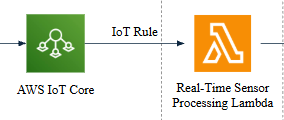 IoT Rule
AWS IoT Core
Real-Time Sensor
Processing Lambda